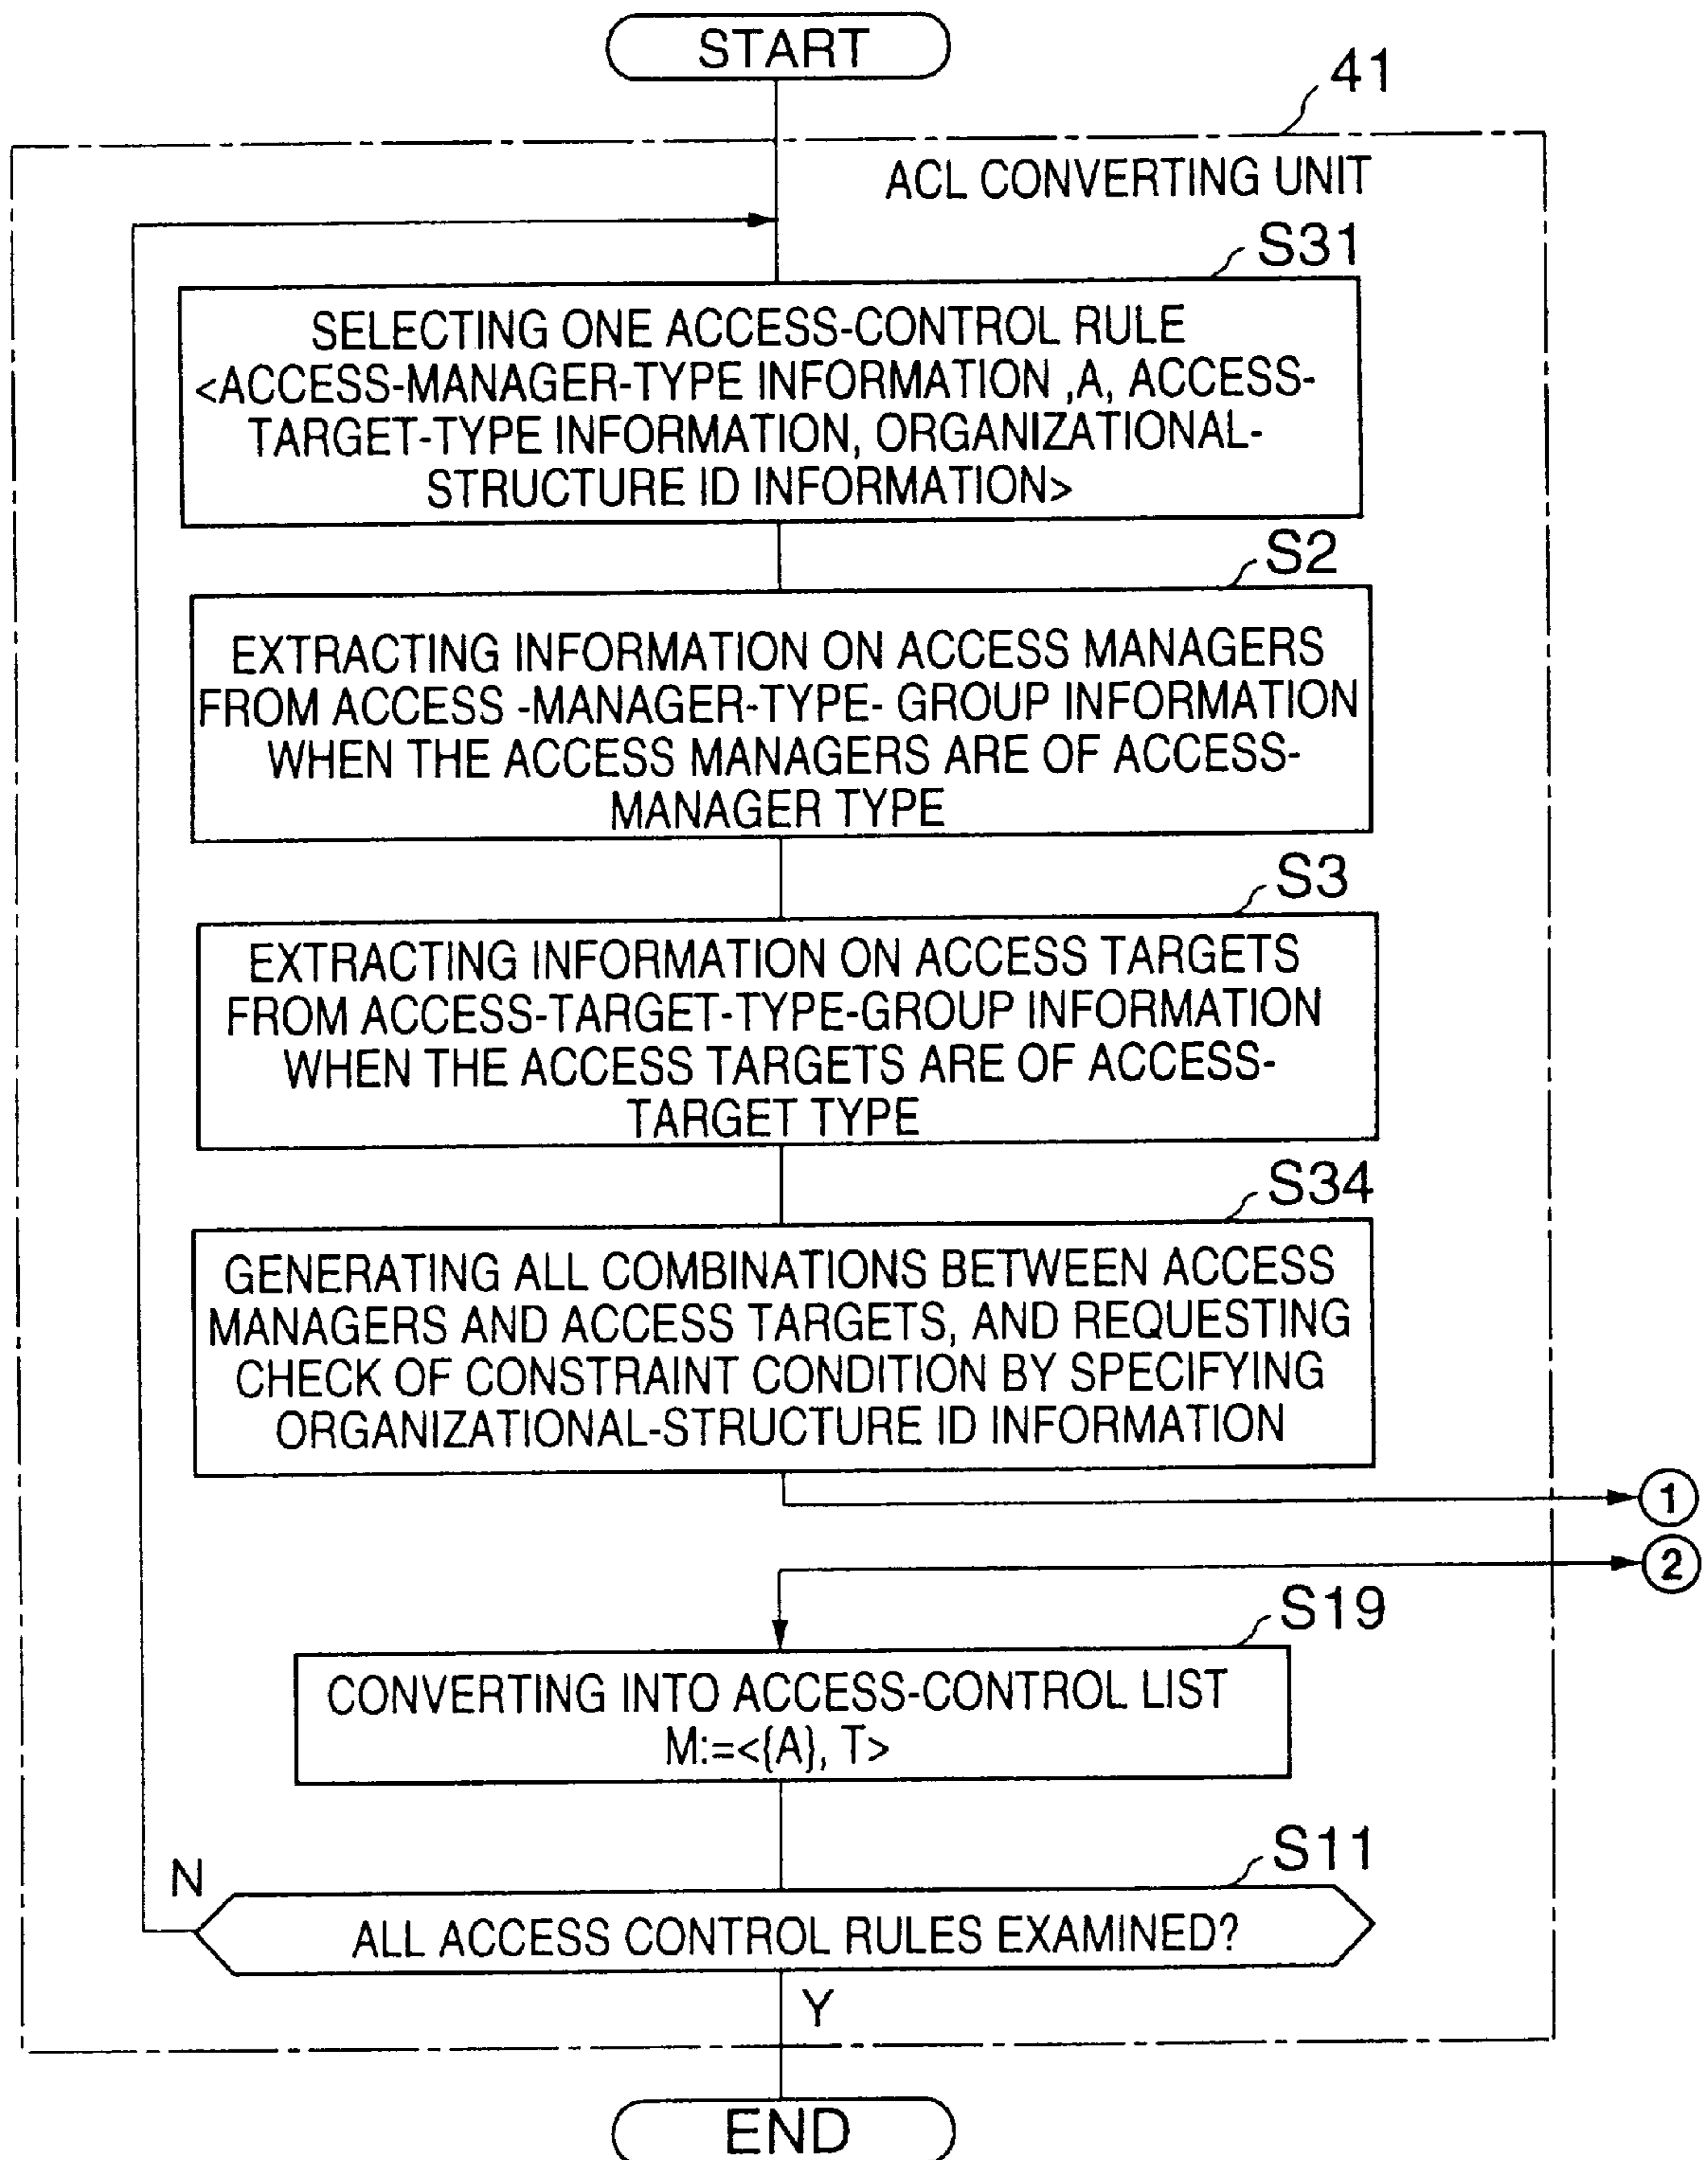 START
41
ACL CONVERTING UNIT
S31
SELECTING ONE ACCESS-CONTROL RULE
<ACCESS-MANAGER-TYPE INFORMATION ,A, ACCESS-
TARGET-TYPE INFORMATION, ORGANIZATIONAL-
STRUCTURE ID INFORMATION>
S2
EXTRACTING INFORMATION ON ACCESS MANAGERS
FROM ACCESS -MANAGER-TYPE- GROUP INFORMATION
WHEN THE ACCESS MANAGERS ARE OF ACCESS-
MANAGER TYPE
S3
EXTRACTING INFORMATION ON ACCESS TARGETS
FROM ACCESS-TARGET-TYPE-GROUP INFORMATION
WHEN THE ACCESS TARGETS ARE OF ACCESS-
TARGET TYPE
S34
GENERATING ALL COMBINATIONS BETWEEN ACCESS
MANAGERS AND ACCESS TARGETS, AND REQUESTING
CHECK OF CONSTRAINT CONDITION BY SPECIFYING
ORGANIZATIONAL-STRUCTURE ID INFORMATION
1
2
S19
CONVERTING INTO ACCESS-CONTROL LIST
M:=<{A}, T>
S11
N
ALL ACCESS CONTROL RULES EXAMINED?
Y
END